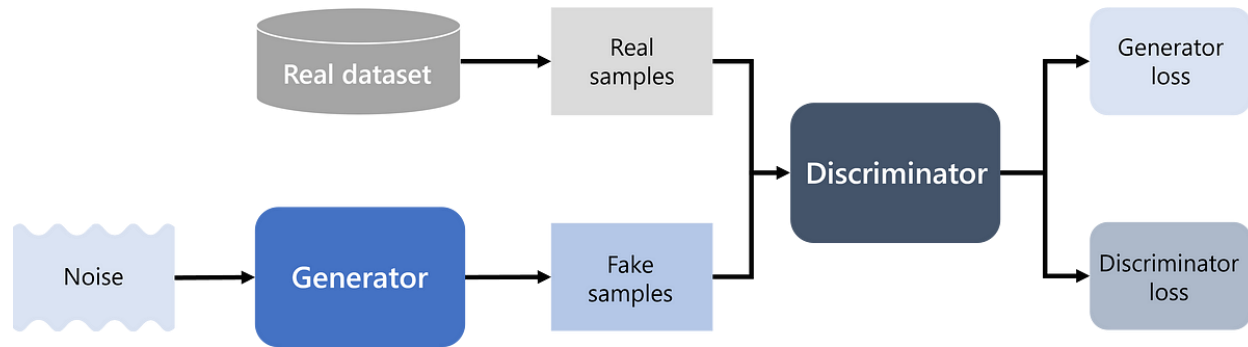 Real dataset
Real
samples
Generator
loss
Discriminator
Noise
Generator
Fake
samples
Discriminator
loss